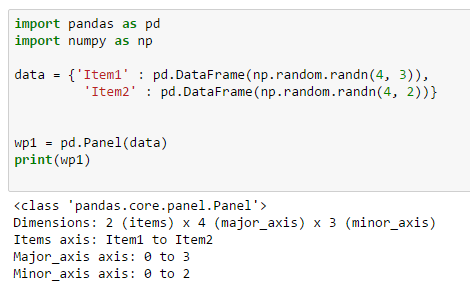 import pandas as pd
import numpy as np
data = {'Item1' : pd.DataFrame(np.random.randn(4, 3)),
        'Item2' : pd.DataFrame(np.random.randn(4, 2))}
wp1 = pd.Panel(data)
print(wp1)
<class 'pandas.core.panel.Panel'>
Dimensions: 2 (items) x 4 (major_axis) x 3 (minor_axis)
Items axis: Item1 to Item2
Major_axis axis: 0 to 3
Minor_axis axis: 0 to 2